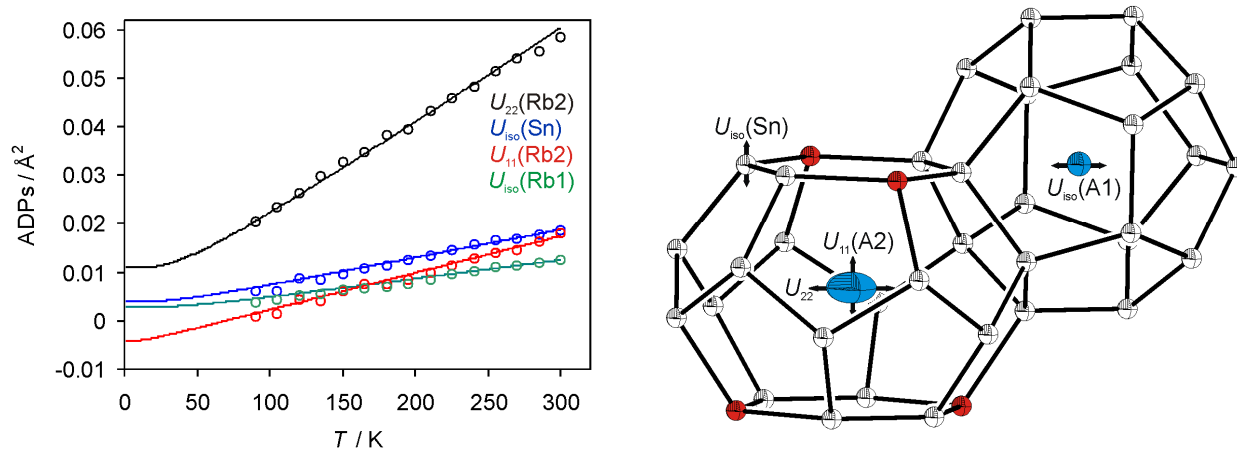 0.06
0.05
0.04
0.03
0.02
0.01
0
-0.01
ADPs / Å²
0 50 100 150 200 250 300
T / K
U₂₂(Rb2)
Uᵢₛₒ(Sn)
U₁₁(Rb2)
Uᵢₛₒ(Rb1)
Uᵢₛₒ(Sn)
Uᵢₛₒ(A1)
U₁₁(A2)
U₂₂